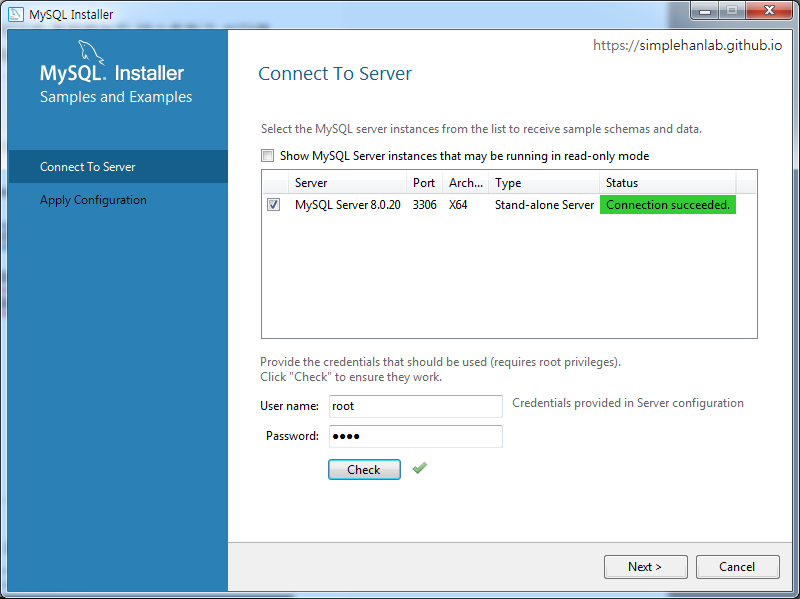 MySQL Installer
https://simplehanlab.github.io
MySQL. Installer
Samples and Examples
Connect To Server
Apply Configuration
Connect To Server
Select the MySQL server instances from the list to receive sample schemas and data.
Show MySQL Server instances that may be running in read-only mode
Server Port Arch... Type Status
MySQL Server 8.0.20 3306 X64 Stand-alone Server Connection succeeded.
Provide the credentials that should be used (requires root privileges).
Click "Check" to ensure they work.
User name: root Credentials provided in Server configuration
Password: ●●●●
Check
Next > Cancel